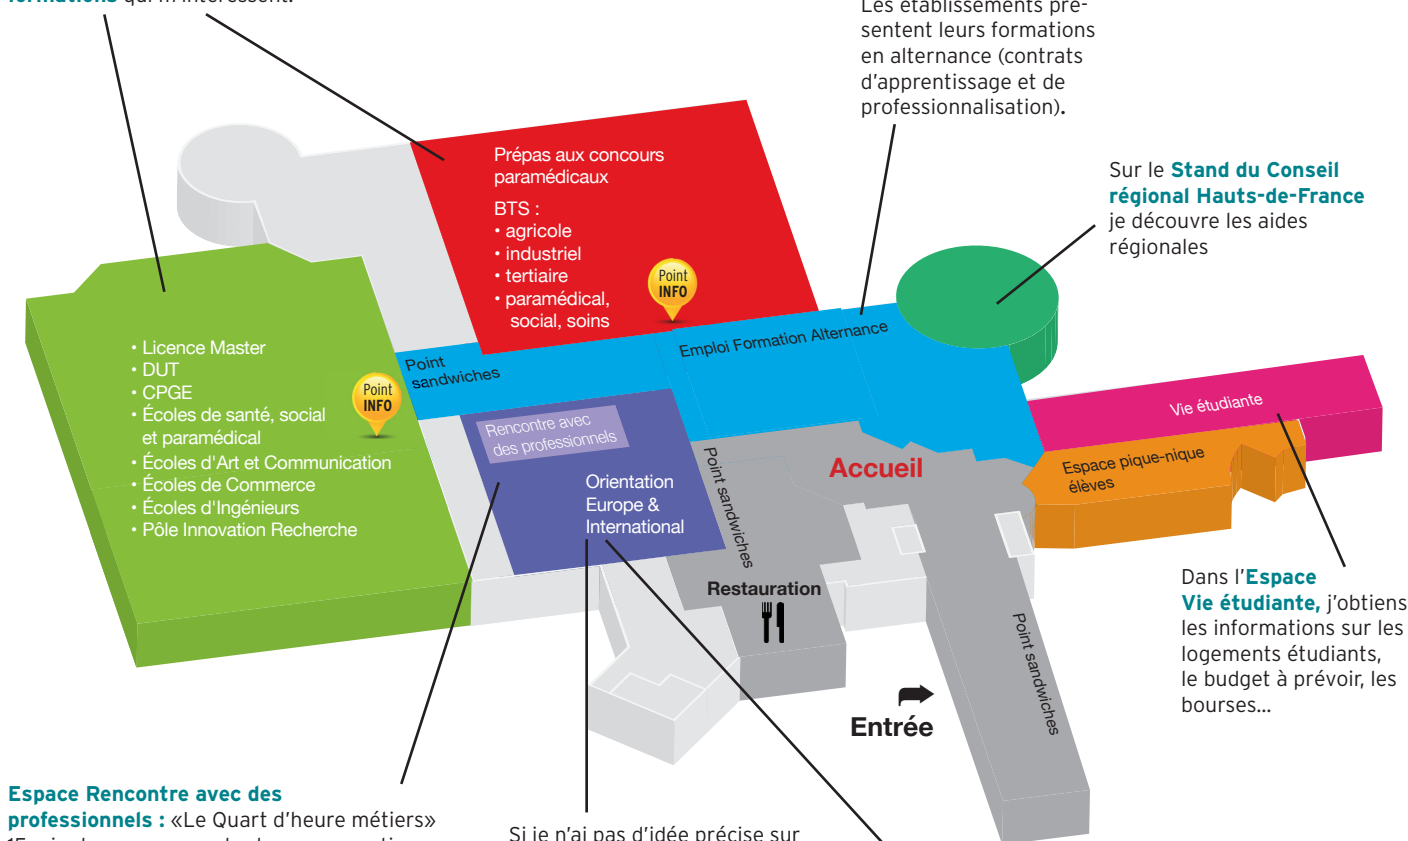 formations qui m'intéressent.
Les établissements pré-
sentent leurs formations
en alternance (contrats
d'apprentissage et de
professionnalisation).
Prépas aux concours
paramédicaux
BTS :
• agricole
• industriel
• tertiaire
• paramédical,
social, soins
Point
INFO
Sur le Stand du Conseil
régional Hauts-de-France
je découvre les aides
régionales
• Licence Master
• DUT
• CPGE
• Écoles de santé, social
et paramédical
• Écoles d'Art et Communication
• Écoles de Commerce
• Écoles d'Ingénieurs
• Pôle Innovation Recherche
Point
INFO
Point
sandwiches
Emploi Formation Alternance
Rencontre avec
des professionnels
Orientation
Europe &
International
Point sandwiches
Accueil
Vie étudiante
Espace pique-nique
élèves
Restauration
Point sandwiches
Entrée
Dans l'Espace
Vie étudiante, j'obtiens
les informations sur les
logements étudiants,
le budget à prévoir, les
bourses...
Espace Rencontre avec des
professionnels : «Le Quart d'heure métiers»
Si je n'ai pas d'idée précise sur